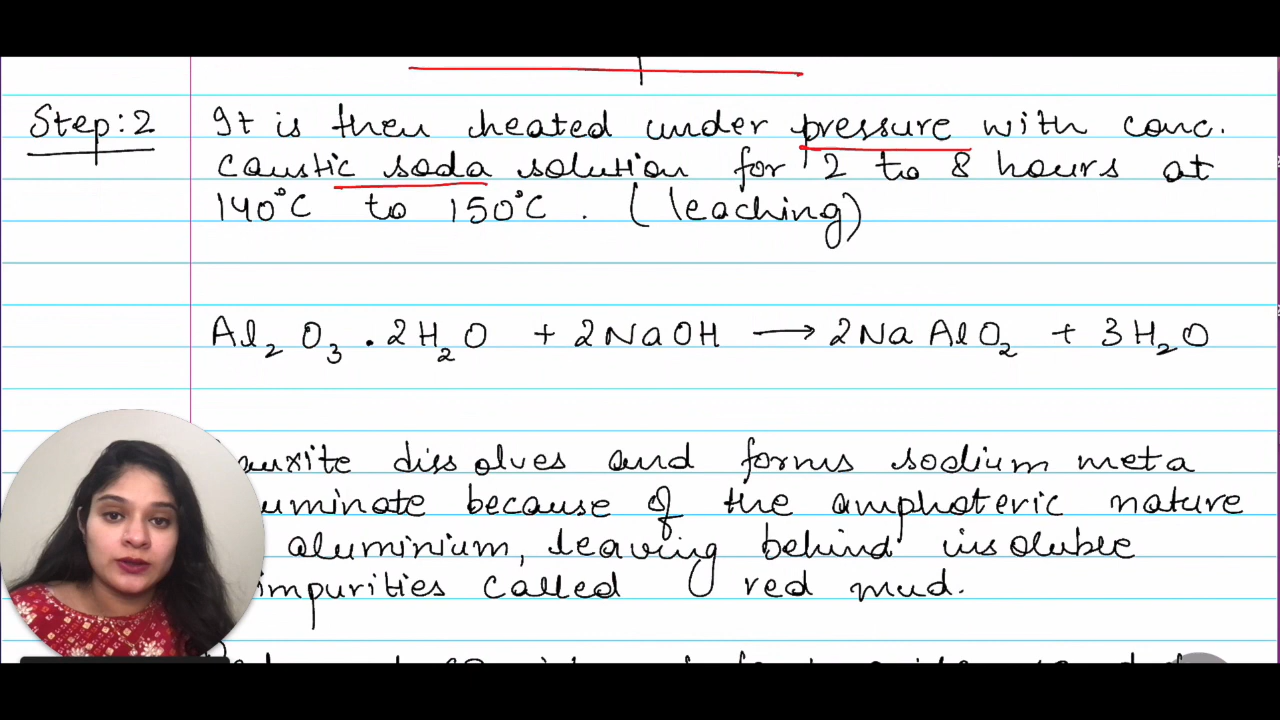 Step:2
It is then heated under pressure with conc.
caustic soda solution for 2 to 8 hours at
140°C to 150°C. (leaching)
Al₂O₃.2H₂O + 2NaOH → 2NaAlO₂ + 3H₂O
auxite dissolves and forms sodium meta
uminate because of the amphoteric nature
aluminium, leaving behind insoluble
impurities called red mud.